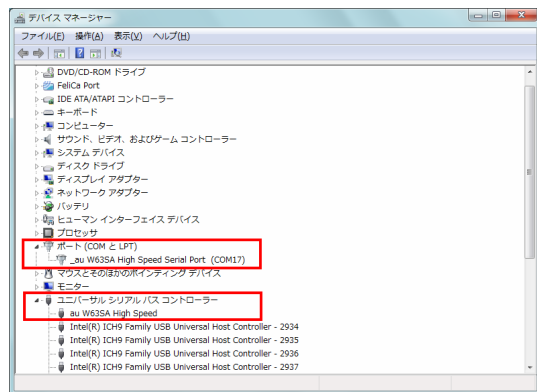 デバイス マネージャー
ファイル(F) 操作(A) 表示(V) ヘルプ(H)
DVD/CD-ROM ドライブ
FeliCa Port
IDE ATA/ATAPI コントローラー
キーボード
コンピューター
サウンド、ビデオ、およびゲーム コントローラー
システム デバイス
ディスク ドライブ
ディスプレイ アダプター
ネットワーク アダプター
バッテリ
ヒューマン インターフェイス デバイス
プロセッサ
ポート (COM と LPT)
_au W63SA High Speed Serial Port (COM17)
マウスとそのほかのポインティング デバイス
モニター
ユニバーサル シリアル バス コントローラー
au W63SA High Speed
Intel(R) ICH9 Family USB Universal Host Controller - 2934
Intel(R) ICH9 Family USB Universal Host Controller - 2935
Intel(R) ICH9 Family USB Universal Host Controller - 2936
Intel(R) ICH9 Family USB Universal Host Controller - 2937